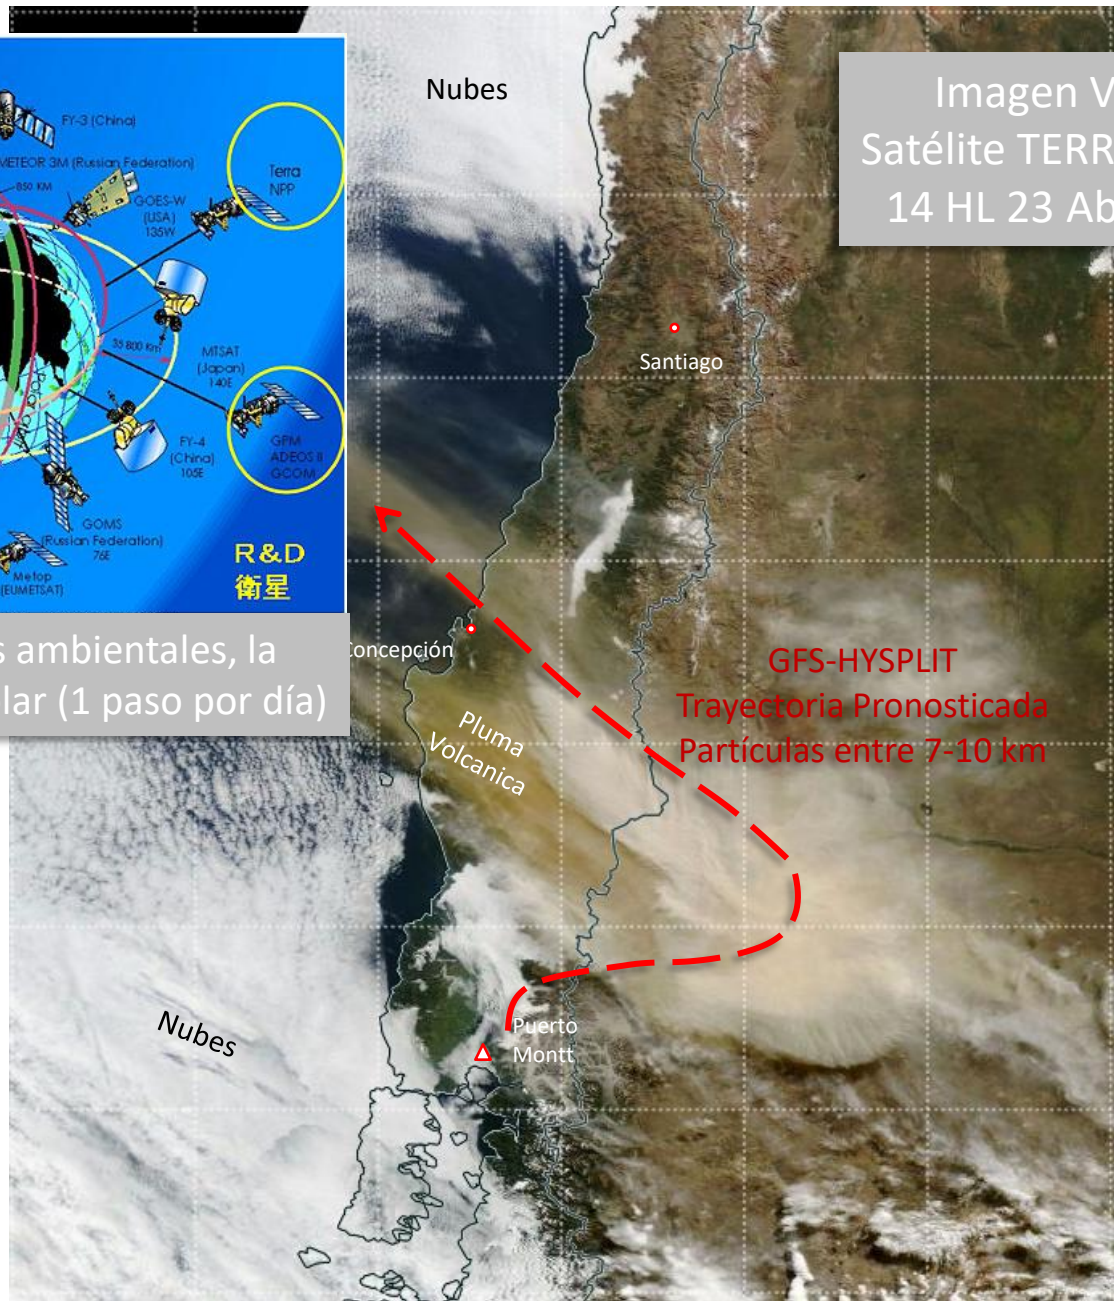 Nubes
Imagen V
Satélite TERR
14 HL 23 Ab
FY-3 (China)
METEOR 3M (Russian Federation)
850 KM
GOES-W
(USA)
135W
Terra
NPP
35 800 Km
MTSAT
(Japan)
140E
FY-4
(China)
105E
GPM
ADEOS II
GCOM
GOMS
(Russian Federation)
76E
Metop
(EUMETSAT)
R&D
衛星
s ambientales, la
lar (1 paso por día)
Santiago
Concepción
GFS-HYSPLIT
Trayectoria Pronosticada
Partículas entre 7-10 km
Pluma
Volcanica
Nubes
Puerto
Montt